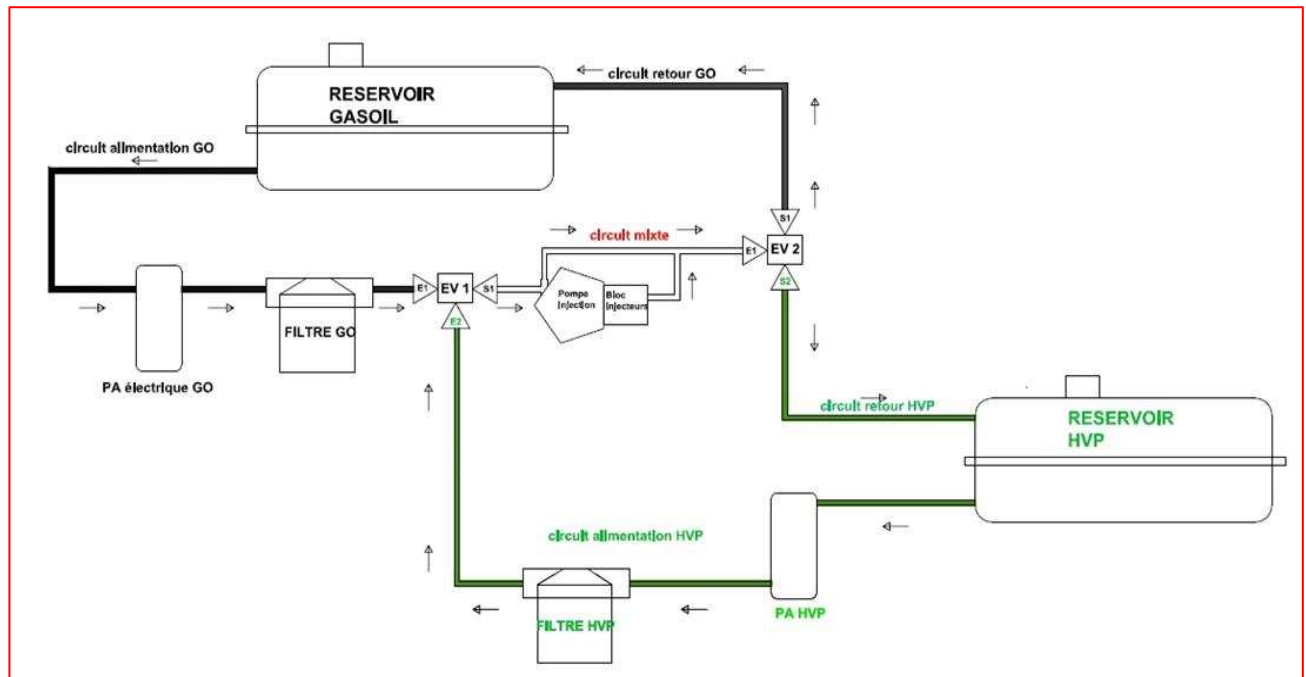 circuit retour GO
RESERVOIR
GASOIL
circuit alimentation GO
circuit mixte
S1
E1
EV 2
S2
E1
EV 1
S1
E2
Pompe
Injection
Bloc
Injecteurs
FILTRE GO
PA électrique GO
circuit retour HVP
RESERVOIR
HVP
circuit alimentation HVP
FILTRE HVP
PA HVP